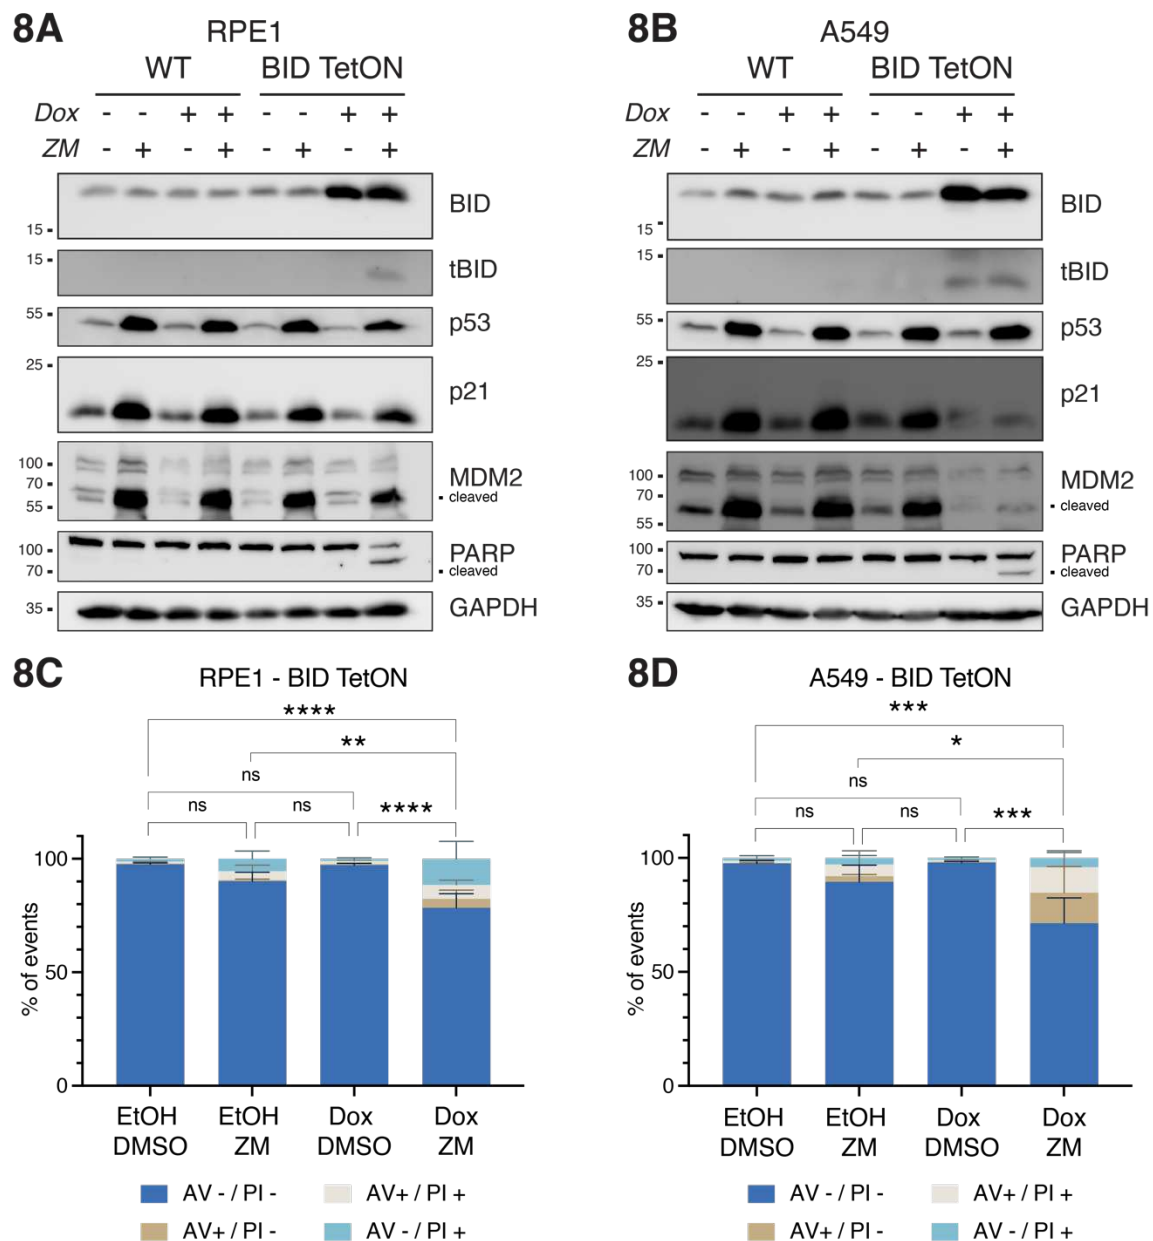 8A
RPE1
WT BID TetON
Dox - - + + - - + +
ZM - + - + - + - +
BID
15
15
tBID
55
p53
25
p21
100
70
55
MDM2
cleaved
100
70
PARP
cleaved
35
GAPDH
8B
A549
WT BID TetON
Dox - - + + - - + +
ZM - + - + - + - +
BID
15
15
tBID
55
p53
25
p21
100
70
55
MDM2
cleaved
100
70
PARP
cleaved
35
GAPDH
8C
RPE1 - BID TetON
****
**
ns
ns ns ****
100
50
0
% of events
EtOH DMSO
EtOH ZM
Dox DMSO
Dox ZM
AV - / PI - AV+ / PI +
AV+ / PI - AV - / PI +
8D
A549 - BID TetON
***
*
ns
ns ns ***
100
50
0
% of events
EtOH DMSO
EtOH ZM
Dox DMSO
Dox ZM
AV - / PI - AV+ / PI +
AV+ / PI - AV - / PI +